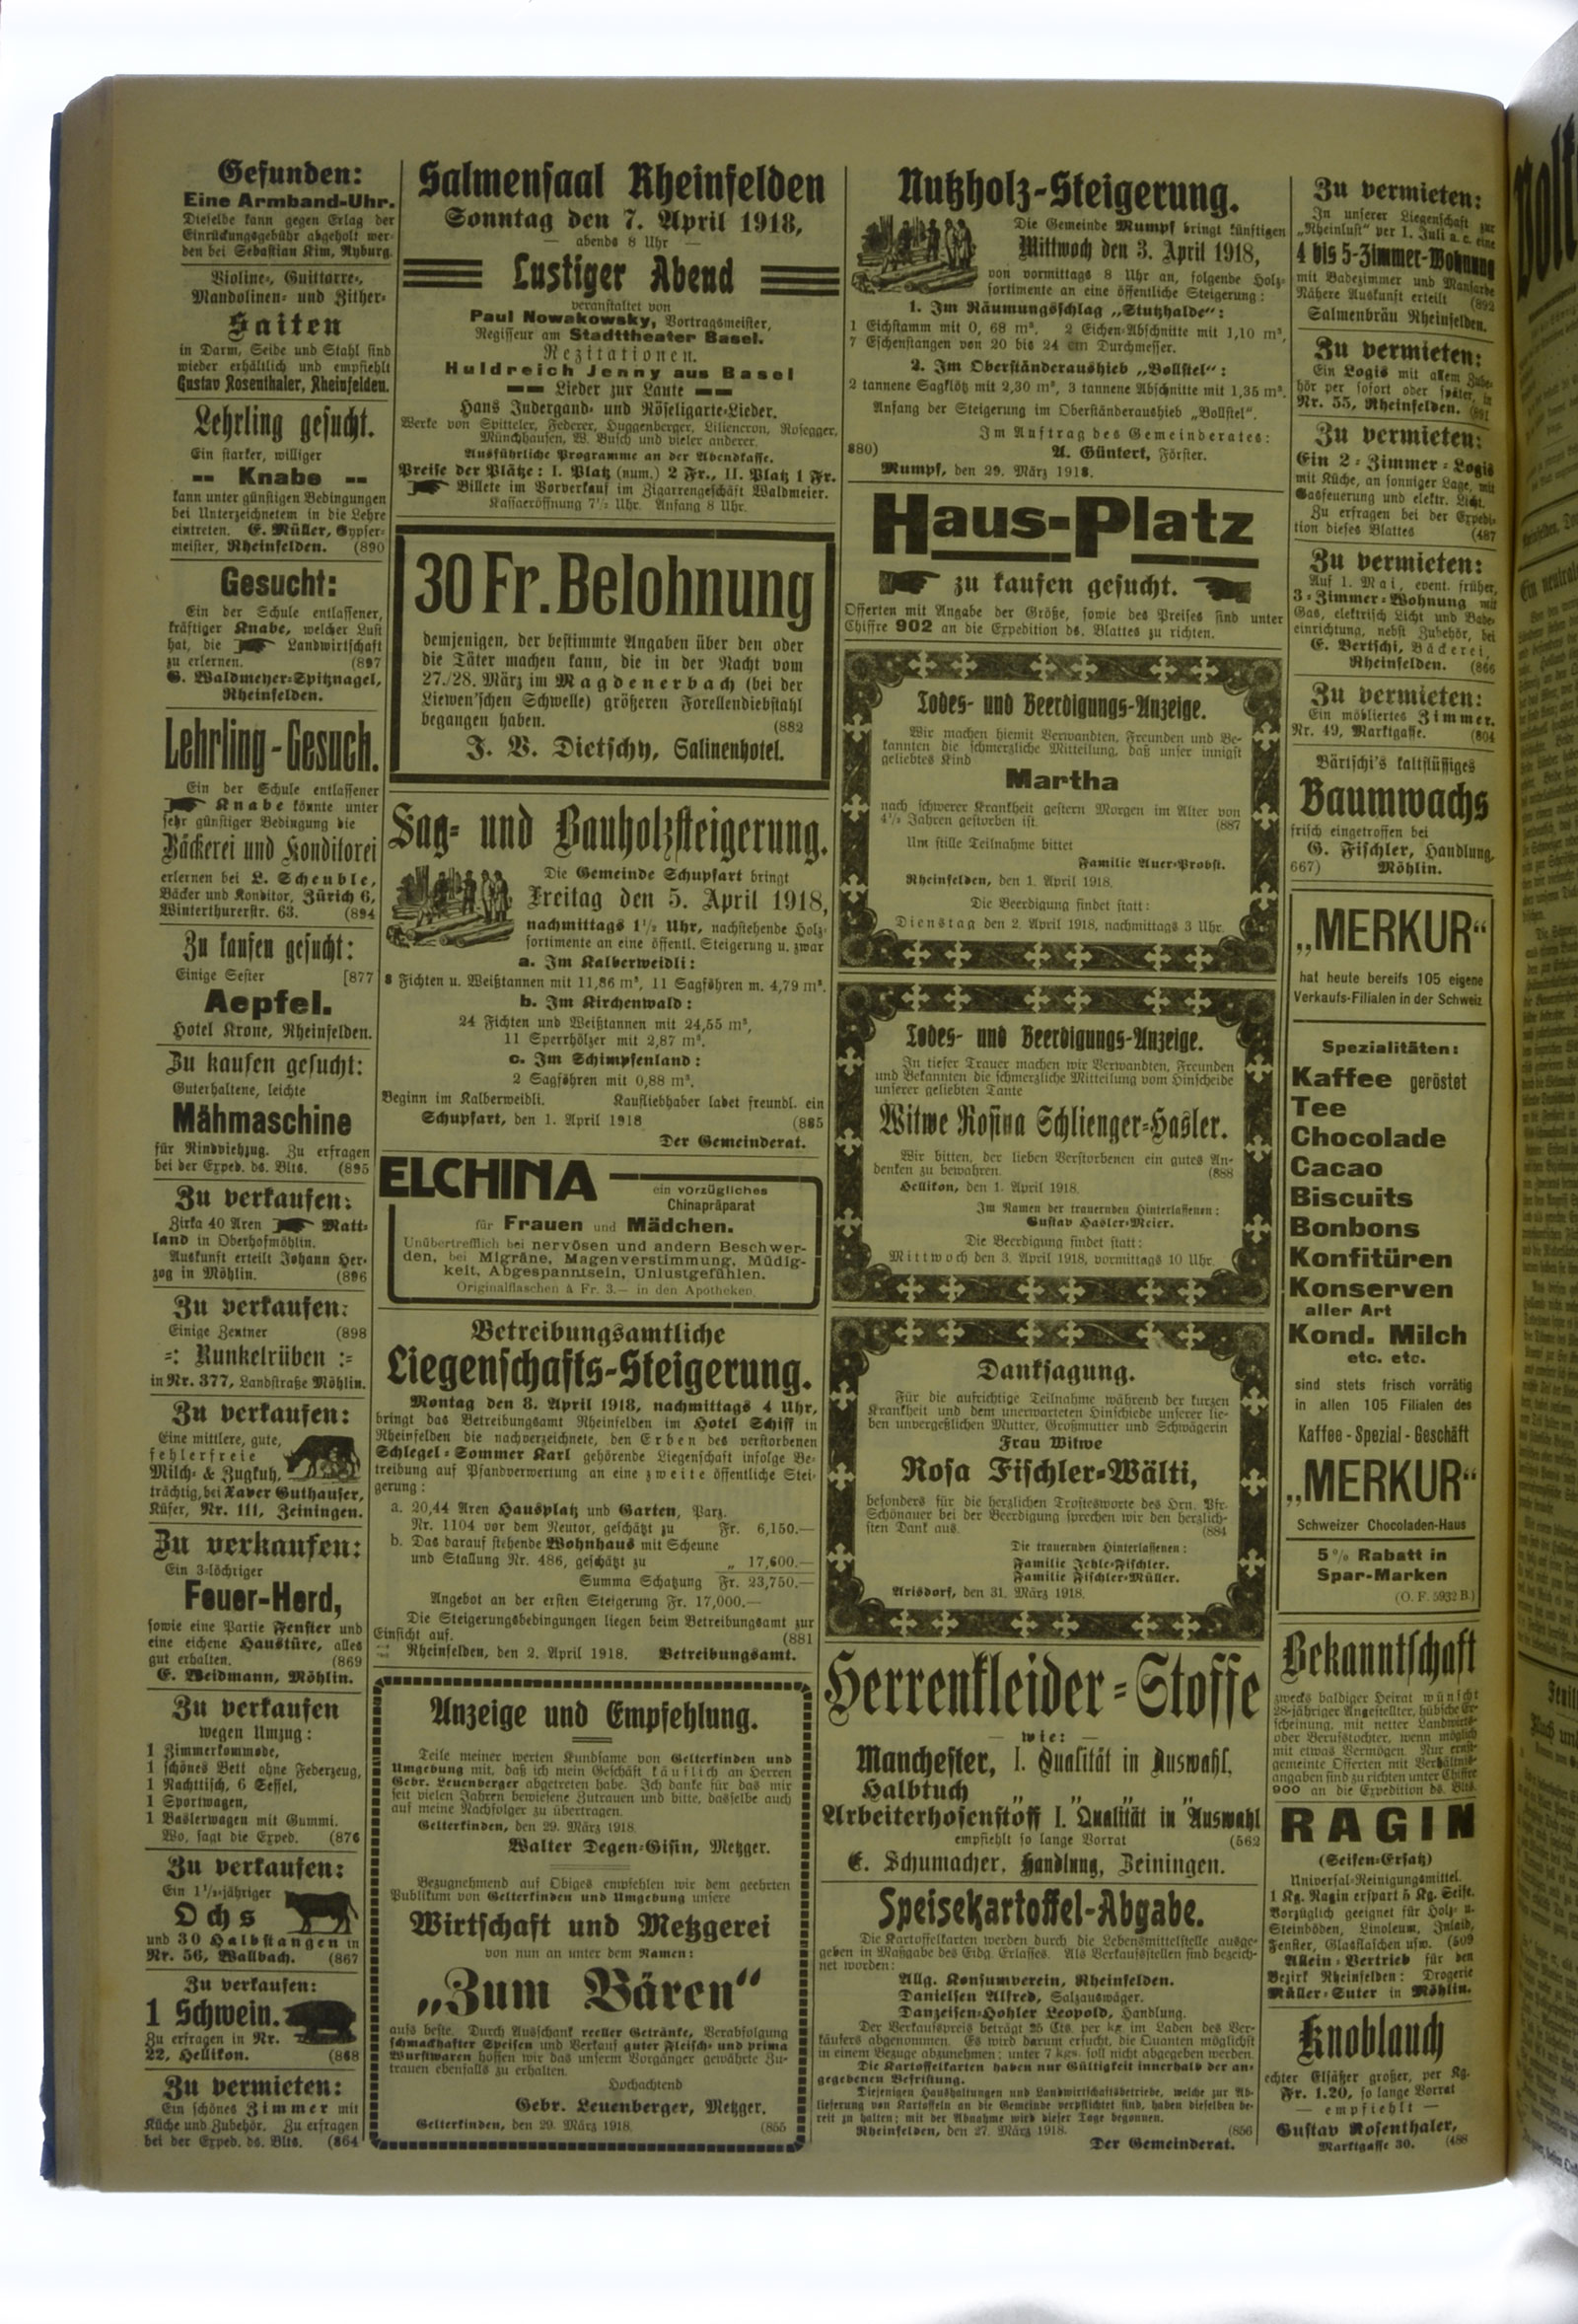 Gefunden:
Eine Armband-Uhr.
Dieselbe kann gegen Erlag der
Einrückungsgebühr abgeholt wer-
den bei Sebastian Kim, Ryburg.
Violine-, Guittarre-,
Mandolinen- und Zither-
Saiten
in Darm, Seide und Stahl sind
wieder erhältlich und empfiehlt
Gustav Rosenthaler, Rheinfelden.
Lehrling gesucht.
Ein starker, williger
Knabe
kann unter günstigen Bedingungen
bei Unterzeichnetem in die Lehre
eintreten. E. Müller, Gypser-
meister, Rheinfelden. (890
Gesucht:
Ein der Schule entlassener,
kräftiger Knabe, welcher Lust
hat, die Landwirtschaft
zu erlernen. (897
G. Waldmeyer-Spitznagel,
Rheinfelden.
Lehrling-Gesuch.
Ein der Schule entlassener
Knabe könnte unter
sehr günstiger Bedingung die
Bäckerei und Konditorei
erlernen bei L. Scheuble,
Bäcker und Konditor, Zürich 6,
Winterthurerstr. 63. (894
Zu kaufen gesucht:
Einige Sester [877
Aepfel.
Hotel Krone, Rheinfelden.
Zu kaufen gesucht:
Guterhaltene, leichte
Mähmaschine
für Rindviehzug. Zu erfragen
bei der Exped. ds. Blts. (895
Zu verkaufen:
Zirka 40 Aren Matt-
land in Oberhofmöhlin.
Auskunft erteilt Johann Her-
zog in Möhlin. (896
Zu verkaufen:
Einige Zentner (898
=: Runkelrüben :=
in Nr. 377, Landstraße Möhlin.
Zu verkaufen:
Eine mittlere, gute,
fehlerfreie
Milch- & Zugkuh,
trächtig, bei Xaver Guthauser,
Küfer, Nr. 111, Zeiningen.
Zu verkaufen:
Ein 3-löchriger
Feuer-Herd,
sowie eine Partie Fenster und
eine eichene Haustüre, alles
gut erhalten. (869
E. Weidmann, Möhlin.
Zu verkaufen
wegen Umzug:
1 Zimmerkommode,
1 schönes Bett ohne Federzeug,
1 Nachttisch, 6 Sessel,
1 Sportwagen,
1 Baslerwagen mit Gummi.
Wo, sagt die Exped. (876
Zu verkaufen:
Ein 1½-jähriger
Ochs
und 30 Halbstangen in
Nr. 56, Wallbach. (867
Zu verkaufen:
1 Schwein.
Zu erfragen in Nr.
22, Hellikon. (868
Zu vermieten:
Ein schönes Zimmer mit
Küche und Zubehör. Zu erfragen
bei der Exped. ds. Blts. (864
Salmensaal Rheinfelden
Sonntag den 7. April 1918,
— abends 8 Uhr —
Lustiger Abend
veranstaltet von
Paul Nowakowsky, Vortragsmeister,
Regisseur am Stadttheater Basel.
Rezitationen.
Huldreich Jenny aus Basel
Lieder zur Laute
Hans Indergand- und Röseligarte-Lieder.
Werke von Spitteler, Federer, Huggenberger, Liliencron, Rosegger,
Münchhausen, W. Busch und vieler anderer.
Ausführliche Programme an der Abendkasse.
Preise der Plätze: I. Platz (num.) 2 Fr., II. Platz 1 Fr.
Billete im Vorverkauf im Zigarrengeschäft Waldmeier.
Kassaeröffnung 7½ Uhr. Anfang 8 Uhr.
30 Fr. Belohnung
demjenigen, der bestimmte Angaben über den oder
die Täter machen kann, die in der Nacht vom
27./28. März im Magdenerbach (bei der
Liewen'schen Schwelle) größeren Forellendiebstahl
begangen haben. (882
J. V. Dietschy, Salinenhotel.
Sag- und Bauholzsteigerung.
Die Gemeinde Schupfart bringt
Freitag den 5. April 1918,
nachmittags 1½ Uhr, nachstehende Holz-
sortimente an eine öffentl. Steigerung u. zwar
a. Im Kalberweidli:
8 Fichten u. Weißtannen mit 11,86 m³, 11 Sagföhren m. 4,79 m³.
b. Im Kirchenwald:
24 Fichten und Weißtannen mit 24,55 m³,
11 Sperrhölzer mit 2,87 m³.
c. Im Schimpfenland:
2 Sagföhren mit 0,88 m³.
Beginn im Kalberweidli. Kaufliebhaber ladet freundl. ein
Schupfart, den 1. April 1918 (885
Der Gemeinderat.
ELCHINA
ein vorzügliches
Chinapräparat
für Frauen und Mädchen.
Unübertrefflich bei nervösen und andern Beschwer-
den, bei Migräne, Magenverstimmung, Müdig-
keit, Abgespanntsein, Unlustgefühlen.
Originalflaschen à Fr. 3.— in den Apotheken.
Betreibungsamtliche
Liegenschafts-Steigerung.
Montag den 8. April 1918, nachmittags 4 Uhr,
bringt das Betreibungsamt Rheinfelden im Hotel Schiff in
Rheinfelden die nachverzeichnete, den Erben des verstorbenen
Schlegel-Sommer Karl gehörende Liegenschaft infolge Be-
treibung auf Pfandverwertung an eine zweite öffentliche Stei-
gerung:
a. 20,44 Aren Hausplatz und Garten, Parz.
Nr. 1104 vor dem Neutor, geschätzt zu Fr. 6,150.—
b. Das darauf stehende Wohnhaus mit Scheune
und Stallung Nr. 486, geschätzt zu „ 17,600.—
Summa Schatzung Fr. 23,750.—
Angebot an der ersten Steigerung Fr. 17,000.—
Die Steigerungsbedingungen liegen beim Betreibungsamt zur
Einsicht auf. (881
Rheinfelden, den 2. April 1918. Betreibungsamt.
Anzeige und Empfehlung.
Teile meiner werten Kundsame von Gelterkinden und
Umgebung mit, daß ich mein Geschäft käuflich an Herren
Gebr. Leuenberger abgetreten habe. Ich danke für das mir
seit vielen Jahren bewiesene Zutrauen und bitte, dasselbe auch
auf meine Nachfolger zu übertragen.
Gelterkinden, den 29. März 1918.
Walter Degen-Gisin, Metzger.
Bezugnehmend auf Obiges empfehlen wir dem geehrten
Publikum von Gelterkinden und Umgebung unsere
Wirtschaft und Metzgerei
von nun an unter dem Namen:
„Zum Bären“
aufs beste. Durch Ausschank reeller Getränke, Verabfolgung
schmackhafter Speisen und Verkauf guter Fleisch- und prima
Wurstwaren hoffen wir das unserm Vorgänger gewährte Zu-
trauen ebenfalls zu erhalten.
Hochachtend
Gebr. Leuenberger, Metzger.
Gelterkinden, den 29. März 1918. (855
Nutzholz-Steigerung.
Die Gemeinde Mumpf bringt künftigen
Mittwoch den 3. April 1918,
von vormittags 8 Uhr an, folgende Holz-
sortimente an eine öffentliche Steigerung:
1. Im Räumungsschlag „Stutzhalde“:
1 Eichstamm mit 0, 68 m³. 2 Eichen-Abschnitte mit 1,10 m³,
7 Eschenstangen von 20 bis 24 cm Durchmesser.
2. Im Oberständeraushieb „Vollstel“:
2 tannene Sagklötz mit 2,30 m³, 3 tannene Abschnitte mit 1,35 m³.
Anfang der Steigerung im Oberständeraushieb „Vollstel“.
Im Auftrag des Gemeinderates:
880) A. Güntert, Förster.
Mumpf, den 29. März 1918.
Haus-Platz
zu kaufen gesucht.
Offerten mit Angabe der Größe, sowie des Preises sind unter
Chiffre 902 an die Expedition ds. Blattes zu richten.
Todes- und Beerdigungs-Anzeige.
Wir machen hiemit Verwandten, Freunden und Be-
kannten die schmerzliche Mitteilung, daß unser innigst
geliebtes Kind
Martha
nach schwerer Krankheit gestern Morgen im Alter von
4½ Jahren gestorben ist. (887
Um stille Teilnahme bittet
Familie Auer-Probst.
Rheinfelden, den 1. April 1918.
Die Beerdigung findet statt:
Dienstag den 2. April 1918, nachmittags 3 Uhr.
Todes- und Beerdigungs-Anzeige.
In tiefer Trauer machen wir Verwandten, Freunden
und Bekannten die schmerzliche Mitteilung vom Hinscheide
unserer geliebten Tante
Witwe Rosina Schlienger-Hasler.
Wir bitten, der lieben Verstorbenen ein gutes An-
denken zu bewahren. (888
Hellikon, den 1. April 1918.
Im Namen der trauernden Hinterlassenen:
Gustav Hasler-Meier.
Die Beerdigung findet statt:
Mittwoch den 3. April 1918, vormittags 10 Uhr.
Danksagung.
Für die aufrichtige Teilnahme während der kurzen
Krankheit und dem unerwarteten Hinschiede unserer lie-
ben unvergeßlichen Mutter, Großmutter und Schwägerin
Frau Witwe
Rosa Fischler-Wälti,
besonders für die herzlichen Trostesworte des Hrn. Pfr.
Schönauer bei der Beerdigung sprechen wir den herzlich-
sten Dank aus. (884
Die trauernden Hinterlassenen:
Familie Jehle-Fischler.
Familie Fischler-Müller.
Arisdorf, den 31. März 1918.
Herrenkleider-Stoffe
— wie: —
Manchester, I. Qualität in Auswahl,
Halbtuch „ „ „
Arbeiterhosenstoff I. Qualität in Auswahl
empfiehlt so lange Vorrat (562
E. Schumacher, Handlung, Zeiningen.
Speisekartoffel-Abgabe.
Die Kartoffelkarten werden durch die Lebensmittelstelle ausge-
geben in Maßgabe des Eidg. Erlasses. Als Verkaufsstellen sind bezeich-
net worden:
Allg. Konsumverein, Rheinfelden.
Danielsen Alfred, Salzauswäger.
Danzeisen-Hohler Leopold, Handlung.
Der Verkaufspreis beträgt 25 Cts. per kg im Laden des Ver-
käufers abgenommen. Es wird darum ersucht, die Quanten möglichst
in einem Bezuge abzunehmen; unter 7 kgs. soll nicht abgegeben werden.
Die Kartoffelkarten haben nur Gültigkeit innerhalb der an-
gegebenen Befristung.
Diejenigen Haushaltungen und Landwirtschaftsbetriebe, welche zur Ab-
lieferung von Kartoffeln an die Gemeinde verpflichtet sind, haben dieselben be-
reit zu halten; mit der Abnahme wird dieser Tage begonnen.
Rheinfelden, den 27. März 1918. (856
Der Gemeinderat.
Zu vermieten:
In unserer Liegenschaft zur
„Rheinlust“ per 1. Juli a. c. eine
4 bis 5-Zimmer-Wohnung
mit Badezimmer und Mansarde
Nähere Auskunft erteilt (892
Salmenbräu Rheinfelden.
Zu vermieten:
Ein Logis mit allem Zube-
hör per sofort oder später, in
Nr. 55, Rheinfelden. (891
Zu vermieten:
Ein 2-Zimmer-Logis
mit Küche, an sonniger Lage, mit
Gasfeuerung und elektr. Licht.
Zu erfragen bei der Expedi-
tion dieses Blattes (487
Zu vermieten:
Auf 1. Mai, event. früher,
3-Zimmer-Wohnung mit
Gas, elektrisch Licht und Bade-
einrichtung, nebst Zubehör, bei
E. Bertschi, Bäckerei,
Rheinfelden. (866
Zu vermieten:
Ein möbliertes Zimmer.
Nr. 49, Marktgasse. (804
Bärtschi's kaltflüssiges
Baumwachs
frisch eingetroffen bei
G. Fischler, Handlung,
667) Möhlin.
„MERKUR“
hat heute bereits 105 eigene
Verkaufs-Filialen in der Schweiz
Spezialitäten:
Kaffee geröstet
Tee
Chocolade
Cacao
Biscuits
Bonbons
Konfitüren
Konserven
aller Art
Kond. Milch
etc. etc.
sind stets frisch vorrätig
in allen 105 Filialen des
Kaffee-Spezial-Geschäft
„MERKUR“
Schweizer Chocoladen-Haus
5% Rabatt in
Spar-Marken
(O. F. 5932 B.)
Bekanntschaft
zwecks baldiger Heirat wünscht
28-jähriger Angestellter, hübsche Er-
scheinung, mit netter Landwirts-
oder Berufstochter, wenn möglich
mit etwas Vermögen. Nur ernst-
gemeinte Offerten mit Verhältnis-
angaben sind zu richten unter Chiffre
900 an die Expedition ds. Blts.
RAGIN
(Seifen-Ersatz)
Universal-Reinigungsmittel.
1 Kg. Ragin erspart 5 Kg. Seife.
Vorzüglich geeignet für Holz- u.
Steinböden, Linoleum, Inlaid,
Fenster, Glasflaschen usw. (509
Allein-Vertrieb für den
Bezirk Rheinfelden: Drogerie
Müller-Suter in Möhlin.
Knoblauch
echter Elsäßer großer, per Kg.
Fr. 1.20, so lange Vorrat
— empfiehlt —
Gustav Rosenthaler,
Marktgasse 30. (488